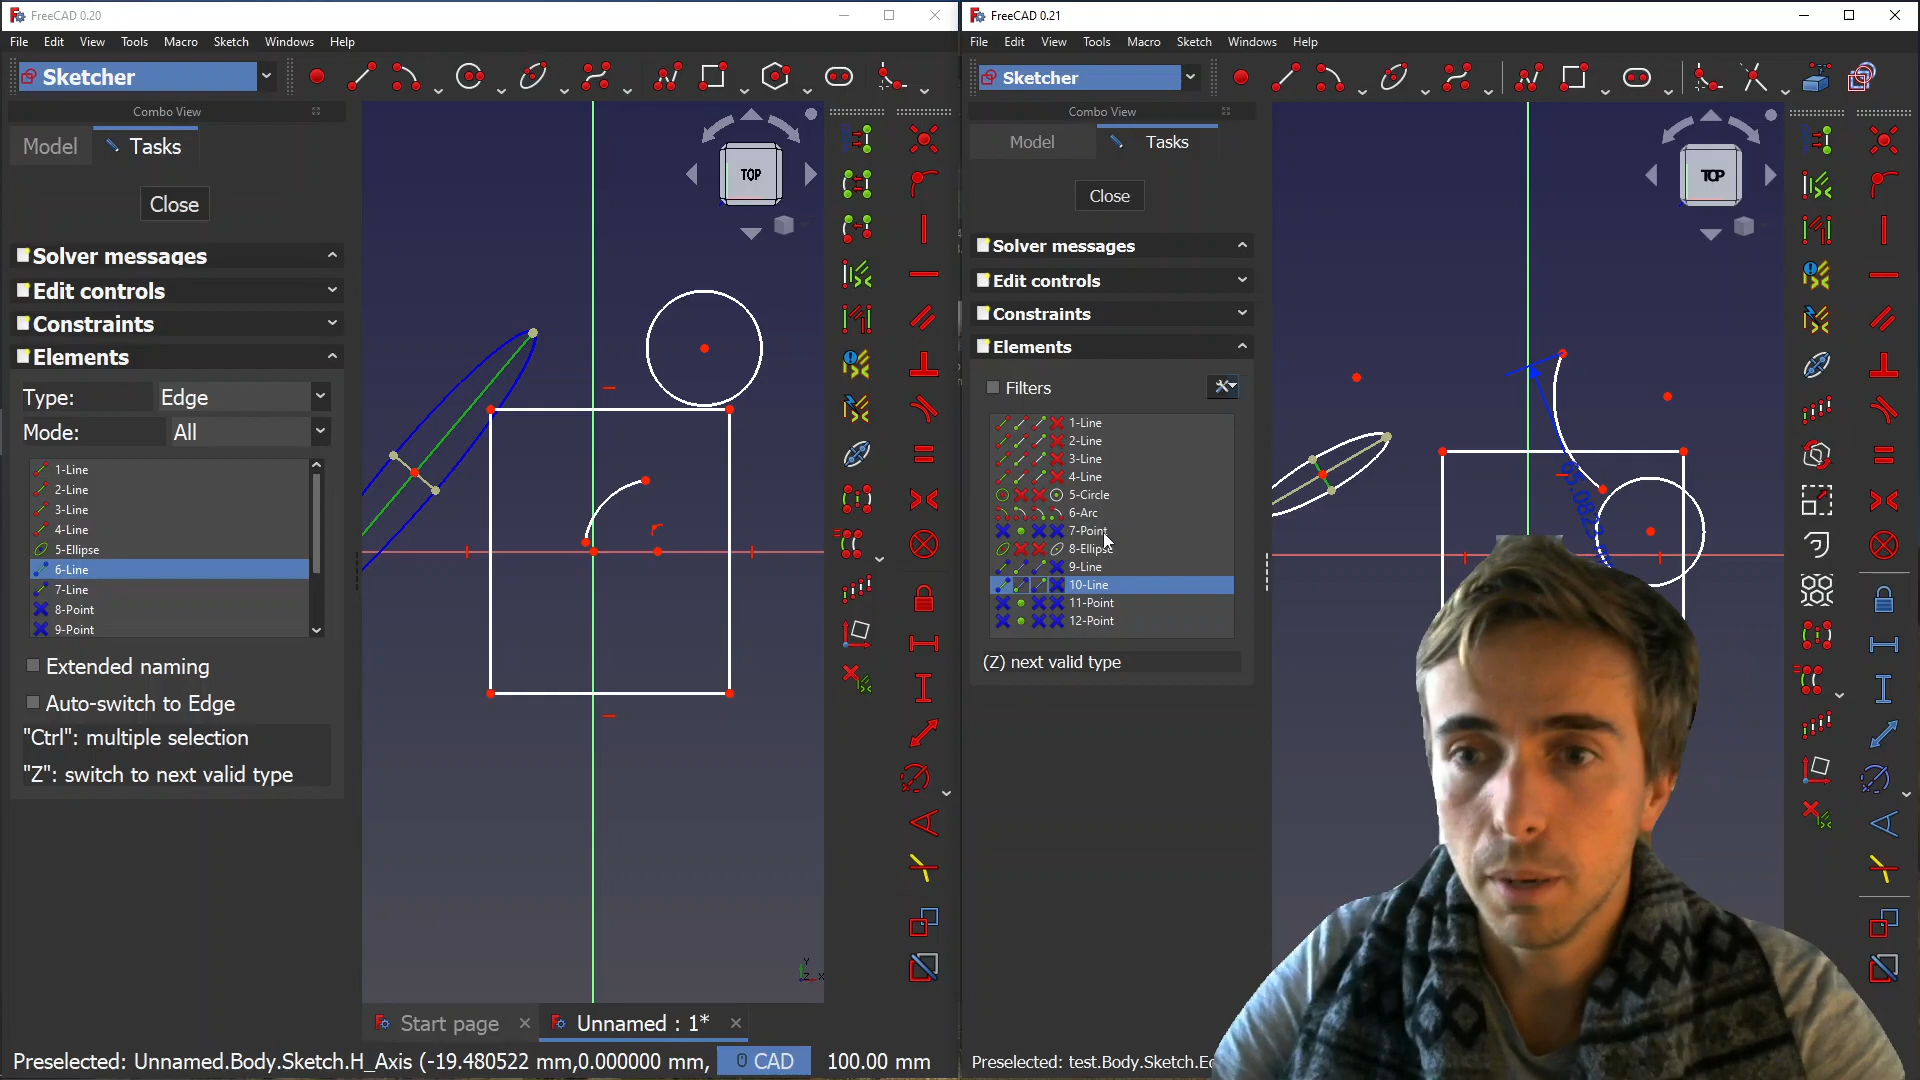 FreeCAD 0.20
File Edit View Tools Macro Sketch Windows Help
Sketcher
Combo View
Model Tasks
Close
Solver messages
Edit controls
Constraints
Elements
Type: Edge
Mode: All
1-Line
2-Line
3-Line
4-Line
5-Ellipse
6-Line
7-Line
8-Point
9-Point
Extended naming
Auto-switch to Edge
"Ctrl": multiple selection
"Z": switch to next valid type
TOP
Y
Z X
Start page
Unnamed : 1*
Preselected: Unnamed.Body.Sketch.H_Axis (-19.480522 mm,0.000000 mm,
CAD
100.00 mm
FreeCAD 0.21
File Edit View Tools Macro Sketch Windows Help
Sketcher
Combo View
Model Tasks
Close
Solver messages
Edit controls
Constraints
Elements
Filters
1-Line
2-Line
3-Line
4-Line
5-Circle
6-Arc
7-Point
8-Ellipse
9-Line
10-Line
11-Point
12-Point
(Z) next valid type
TOP
Preselected: test.Body.Sketch.